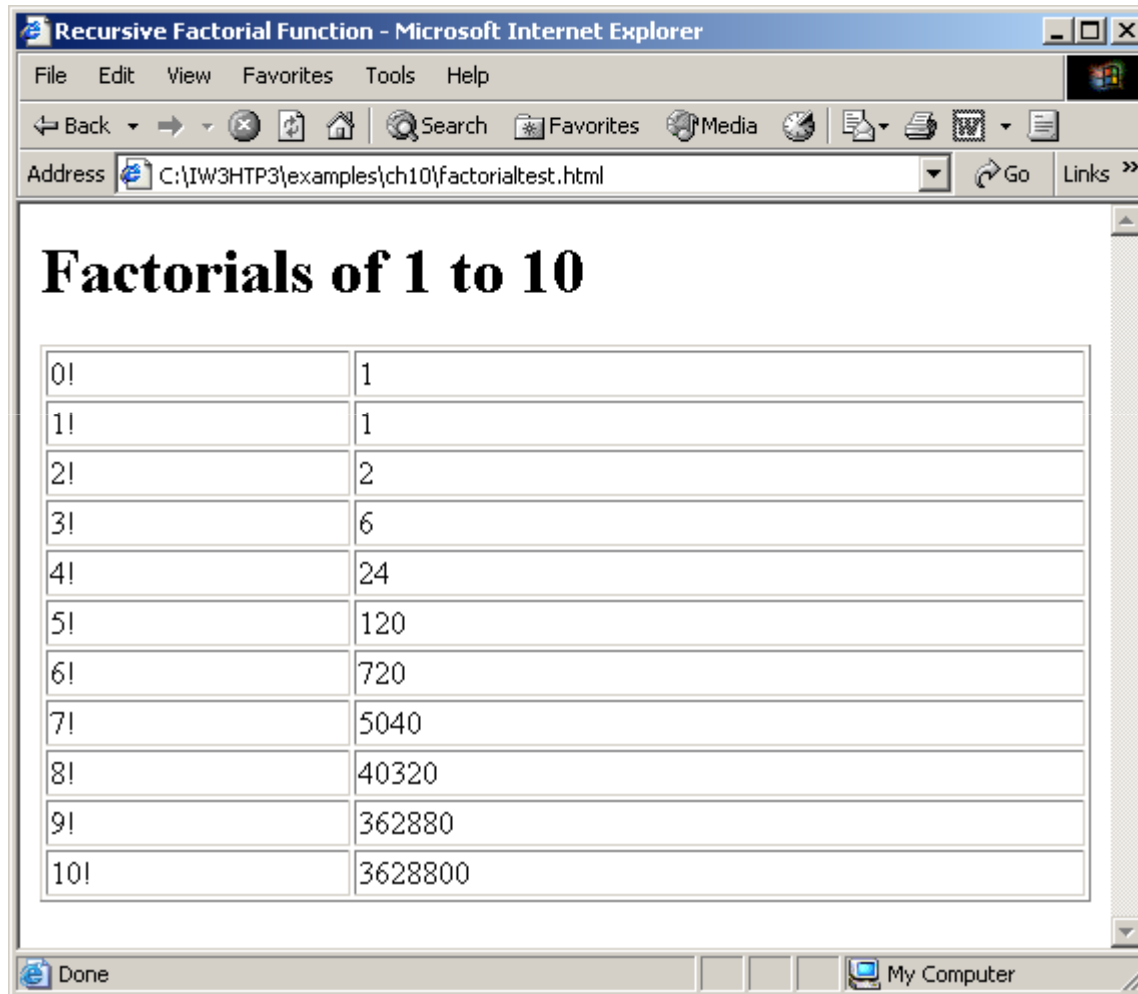 Recursive Factorial Function - Microsoft Internet Explorer
File Edit View Favorites Tools Help
Back Search Favorites Media W
Address C:\IW3HTP3\examples\ch10\factorialtest.html Go Links »
Factorials of 1 to 10
0! 1
1! 1
2! 2
3! 6
4! 24
5! 120
6! 720
7! 5040
8! 40320
9! 362880
10! 3628800
Done My Computer